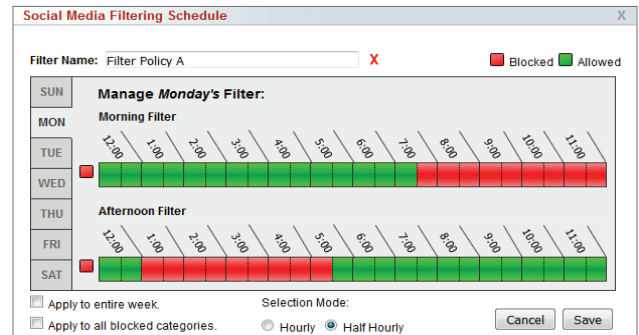 Social Media Filtering Schedule X
Filter Name: Filter Policy A X Blocked Allowed
SUN
MON
TUE
WED
THU
FRI
SAT
Manage Monday's Filter:
Morning Filter
12:00 1:00 2:00 3:00 4:00 5:00 6:00 7:00 8:00 9:00 10:00 11:00
Afternoon Filter
12:00 1:00 2:00 3:00 4:00 5:00 6:00 7:00 8:00 9:00 10:00 11:00
Apply to entire week.
Apply to all blocked categories.
Selection Mode:
Hourly Half Hourly
Cancel Save